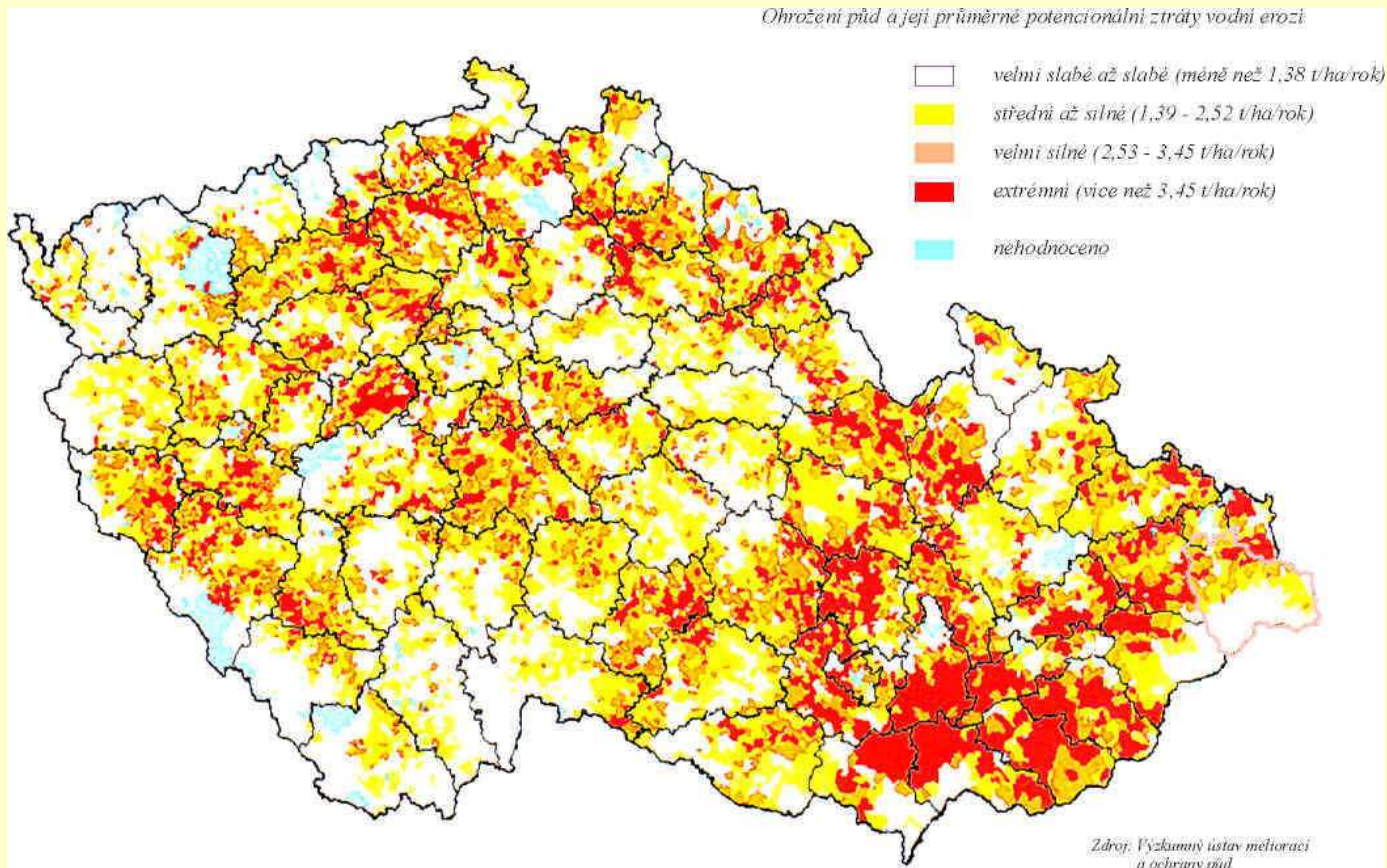 Ohrožení půd a její průměrné potencionální ztráty vodní erozí
velmi slabé až slabé (méně než 1,38 t/ha/rok)
střední až silné (1,39 - 2,52 t/ha/rok)
velmi silné (2,53 - 3,45 t/ha/rok)
extrémní (více než 3,45 t/ha/rok)
nehodnoceno
Zdroj: Výzkumný ústav meliorací
a ochrany půd